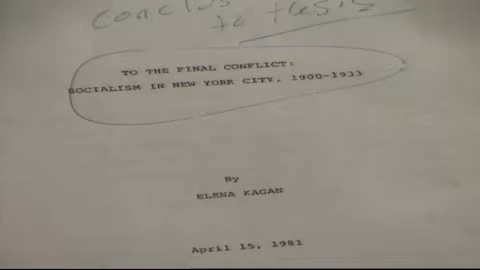 Conclus
to thesis
TO THE FINAL CONFLICT:
SOCIALISM IN NEW YORK CITY, 1900-1933
By
ELENA KAGAN
April 15, 1981